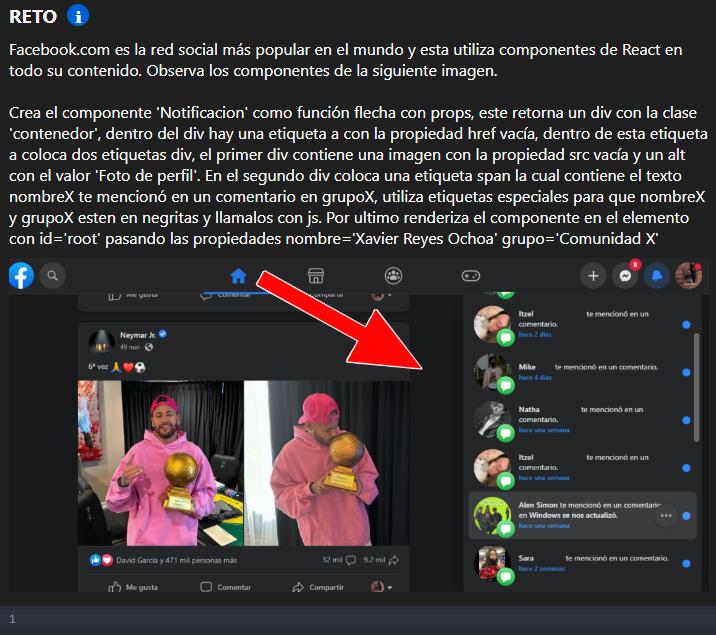 RETO i
Facebook.com es la red social más popular en el mundo y esta utiliza componentes de React en
todo su contenido. Observa los componentes de la siguiente imagen.
Crea el componente 'Notificacion' como función flecha con props, este retorna un div con la clase
'contenedor', dentro del div hay una etiqueta a con la propiedad href vacía, dentro de esta etiqueta
a coloca dos etiquetas div, el primer div contiene una imagen con la propiedad src vacía y un alt
con el valor 'Foto de perfil'. En el segundo div coloca una etiqueta span la cual contiene el texto
nombreX te mencionó en un comentario en grupoX, utiliza etiquetas especiales para que nombreX
y grupoX esten en negritas y llamalos con js. Por ultimo renderiza el componente en el elemento
con id='root' pasando las propiedades nombre='Xavier Reyes Ochoa' grupo='Comunidad X'
8
Me gusta Comentar Compartir
Neymar Jr.
49 min ·
6ª vez 🙏❤️⚽
David García y 471 mil personas más 32 mil 9.2 mil
Me gusta Comentar Compartir
Itzel te mencionó en un
comentario.
hace 2 días
Mike te mencionó en un comentario.
hace 4 días
Natha te mencionó en un
comentario.
hace una semana
Itzel te mencionó en un
comentario.
hace una semana
Alen Simon te mencionó en un comentario
en Windows se nos actualizó.
hace una semana
Sara te mencionó en un comentario.
hace 2 semanas
1